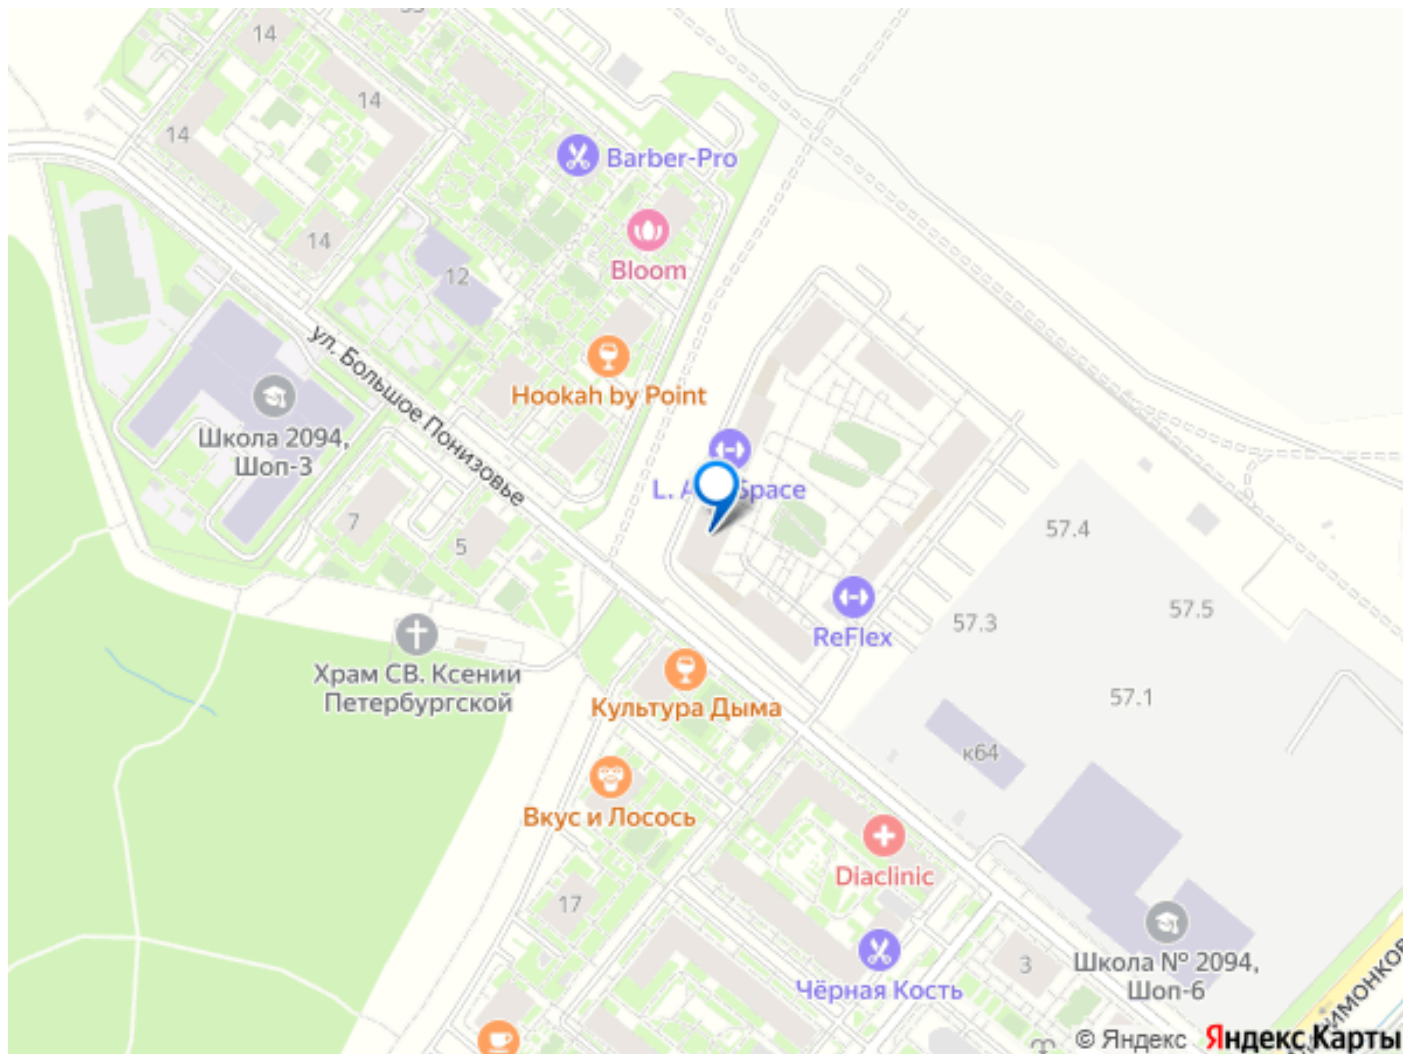 14
14
14
14
Barber-Pro
Bloom
12
Hookah by Point
ул. Большое Понизовье
Школа 2094,
Шоп-3
7
5
Space
57.4
57.5
57.3
57.1
ReFlex
Храм СВ. Ксении
Петербургской
Культура Дыма
к64
Вкус и Лосось
Diaclinic
17
Чёрная Кость
3
Школа № 2094,
Шоп-6
© Яндекс Яндекс Карты